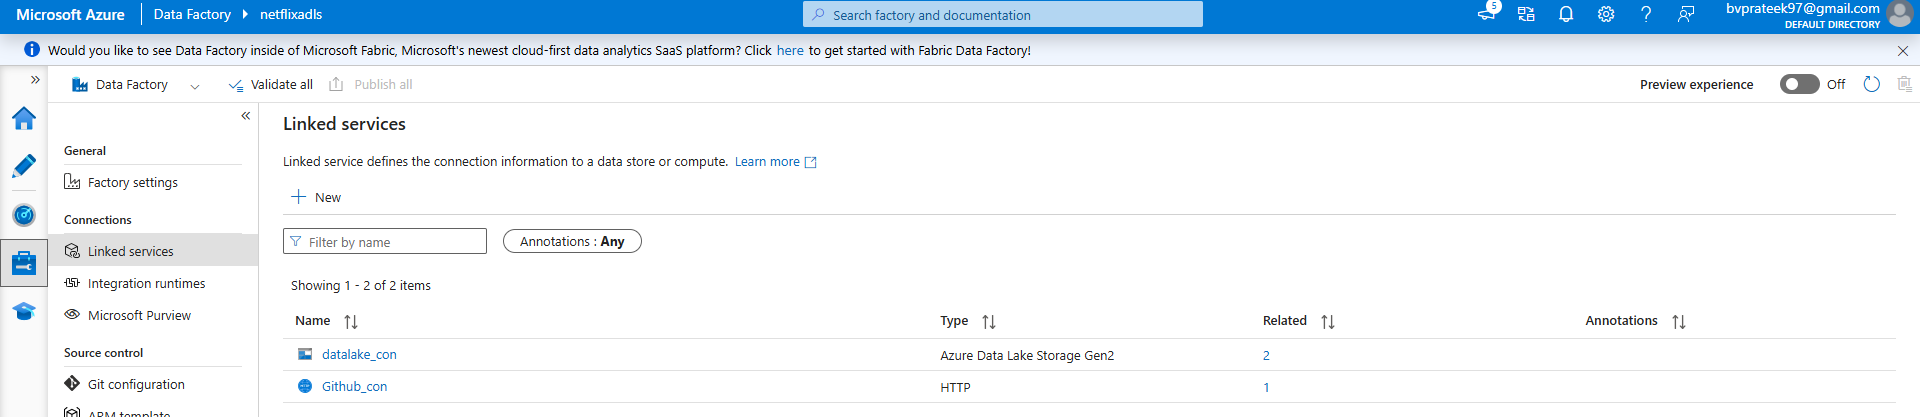 Microsoft Azure Data Factory netflixadls Search factory and documentation 5 bvprateek97@gmail.com
DEFAULT DIRECTORY
Would you like to see Data Factory inside of Microsoft Fabric, Microsoft's newest cloud-first data analytics SaaS platform? Click here to get started with Fabric Data Factory!
Data Factory Validate all Publish all Preview experience Off
General
Factory settings
Connections
Linked services
Integration runtimes
Microsoft Purview
Source control
Git configuration
ARM template
Linked services
Linked service defines the connection information to a data store or compute. Learn more
New
Filter by name Annotations : Any
Showing 1 - 2 of 2 items
Name Type Related Annotations
datalake_con Azure Data Lake Storage Gen2 2
Github_con HTTP 1